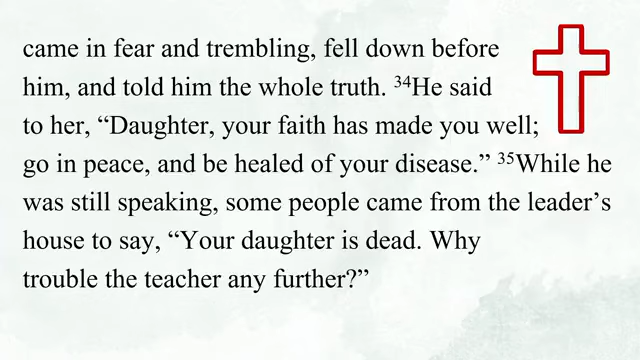 came in fear and trembling, fell down before
him, and told him the whole truth. ³⁴He said
to her, “Daughter, your faith has made you well;
go in peace, and be healed of your disease.” ³⁵While he
was still speaking, some people came from the leader’s
house to say, “Your daughter is dead. Why
trouble the teacher any further?”